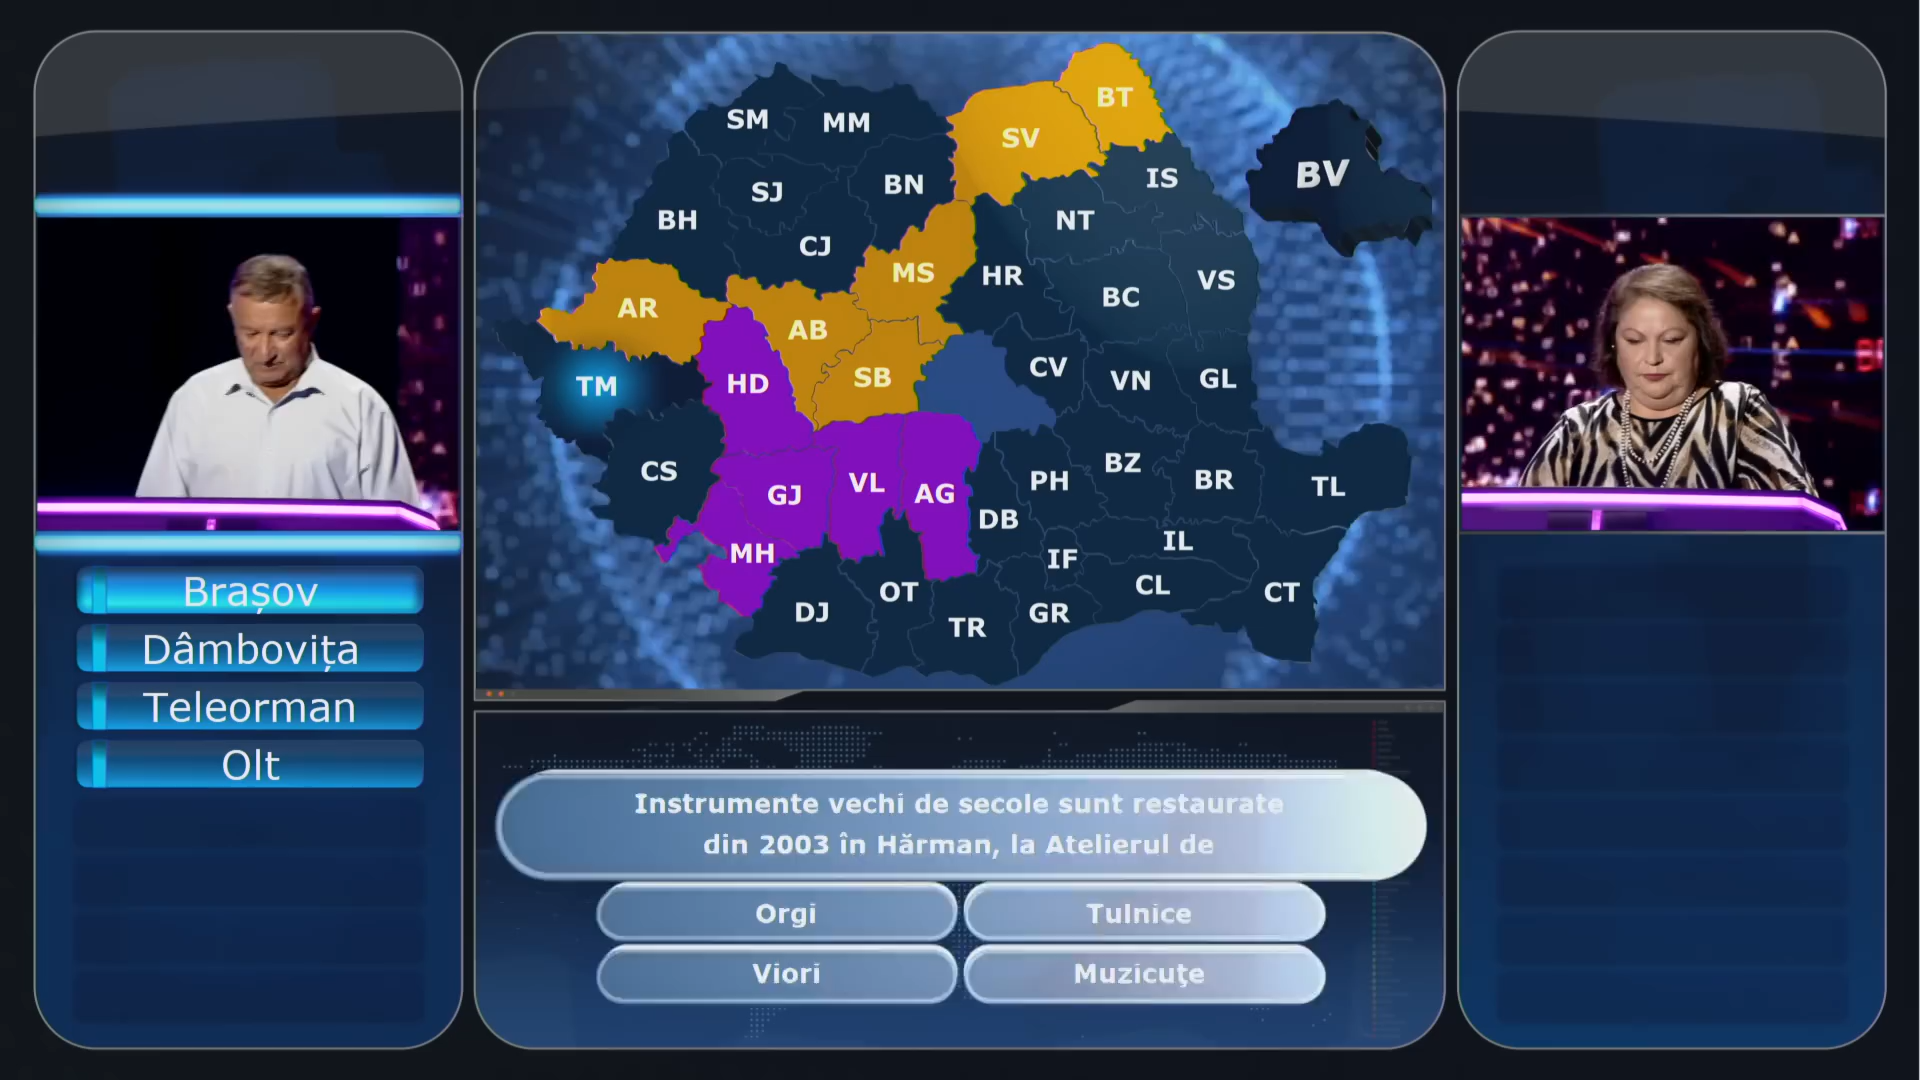 SM
MM
SV
BT
BV
SJ
BN
IS
BH
CJ
NT
MS
HR
BC
VS
AR
AB
TM
HD
SB
CV
VN
GL
CS
GJ
VL
AG
PH
BZ
BR
TL
DB
MH
IF
IL
OT
CL
CT
DJ
TR
GR
Brașov
Dâmbovița
Teleorman
Olt
Instrumente vechi de secole sunt restaurate
din 2003 în Hărman, la Atelierul de
Orgi
Tulnice
Viori
Muzicuţe